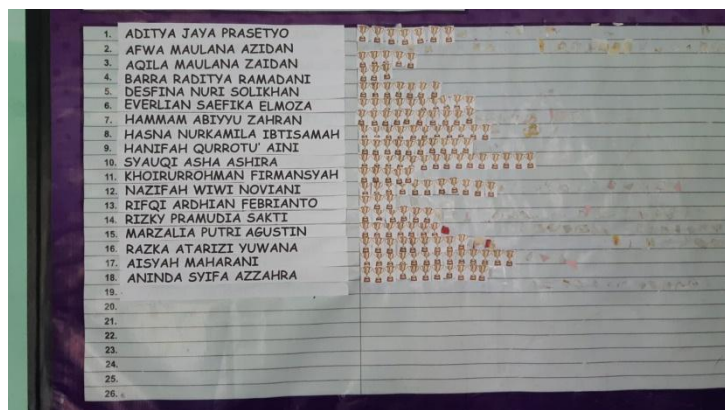 1. ADITYA JAYA PRASETYO
2. AFWA MAULANA AZIDAN
3. AQILA MAULANA ZAIDAN
4. BARRA RADITYA RAMADANI
5. DESFINA NURI SOLIKHAN
6. EVERLIAN SAEFIKA ELMOZA
7. HAMMAM ABIYYU ZAHRAN
8. HASNA NURKAMILA IBTISAMAH
9. HANIFAH QURROTU' AINI
10. SYAUQI ASHA ASHIRA
11. KHOIRURROHMAN FIRMANSYAH
12. NAZIFAH WIWI NOVIANI
13. RIFQI ARDHIAN FEBRIANTO
14. RIZKY PRAMUDIA SAKTI
15. MARZALIA PUTRI AGUSTIN
16. RAZKA ATARIZI YUWANA
17. AISYAH MAHARANI
18. ANINDA SYIFA AZZAHRA
19.
20.
21.
22.
23.
24.
25.
26.